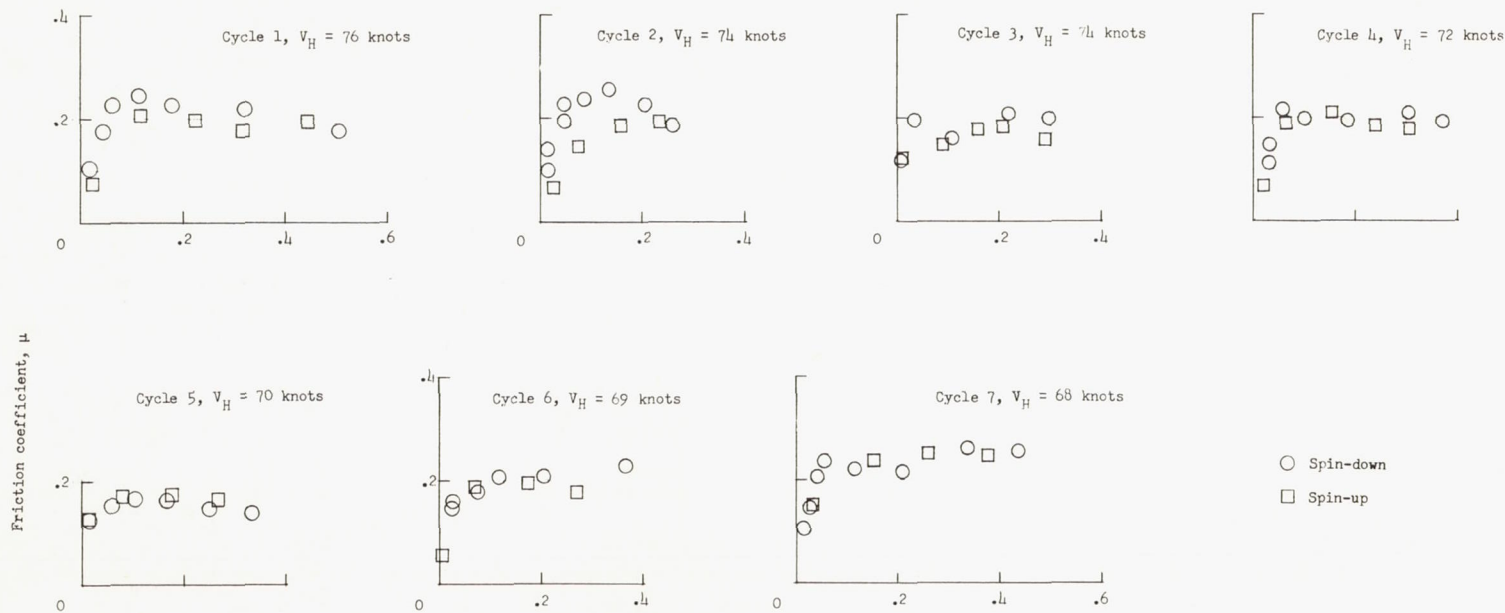 .4
Cycle 1, V_H = 76 knots
Cycle 2, V_H = 74 knots
Cycle 3, V_H = 74 knots
Cycle 4, V_H = 72 knots
.2
0 .2 .4 .6
0 .2 .4
0 .2 .4
Friction coefficient, μ
Cycle 5, V_H = 70 knots
.4
Cycle 6, V_H = 69 knots
Cycle 7, V_H = 68 knots
.2
.2
Spin-down
Spin-up
0
0 .2 .4
0 .2 .4 .6